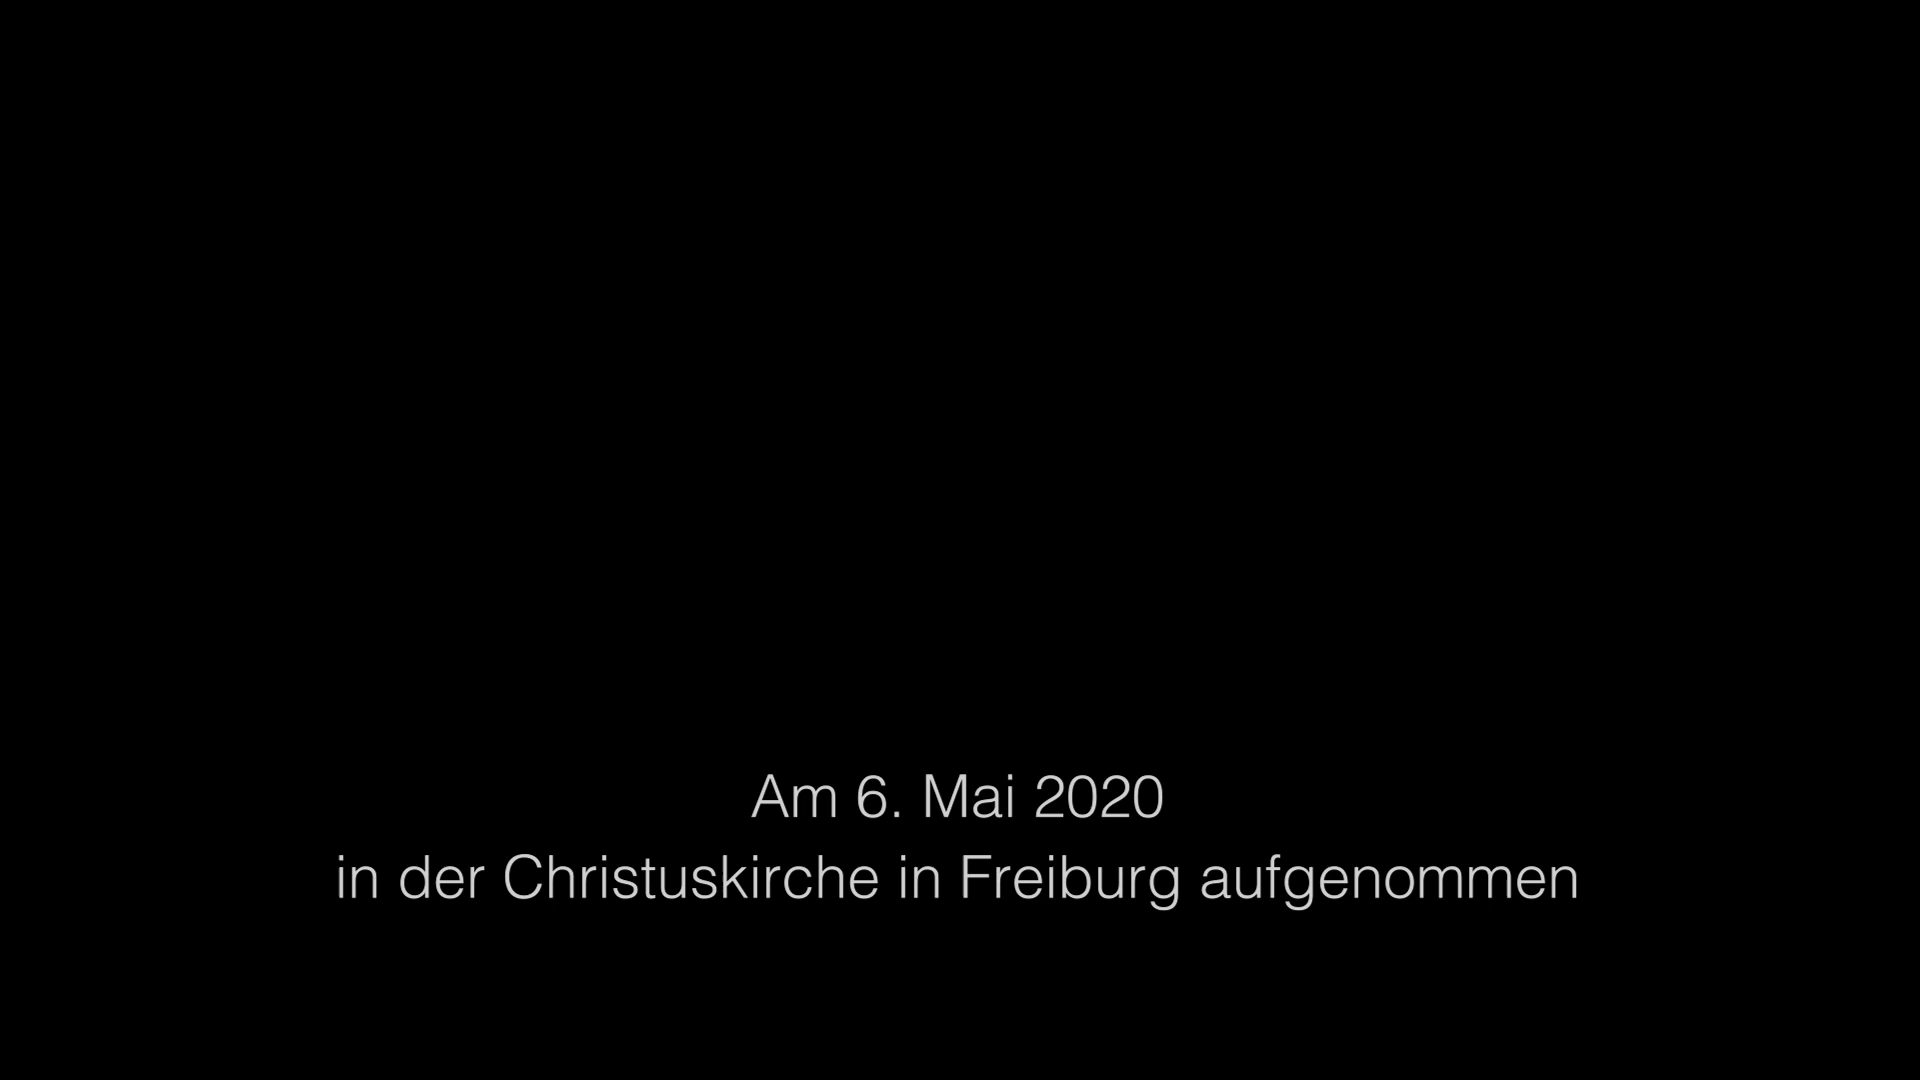 Am 6. Mai 2020
in der Christuskirche in Freiburg aufgenommen